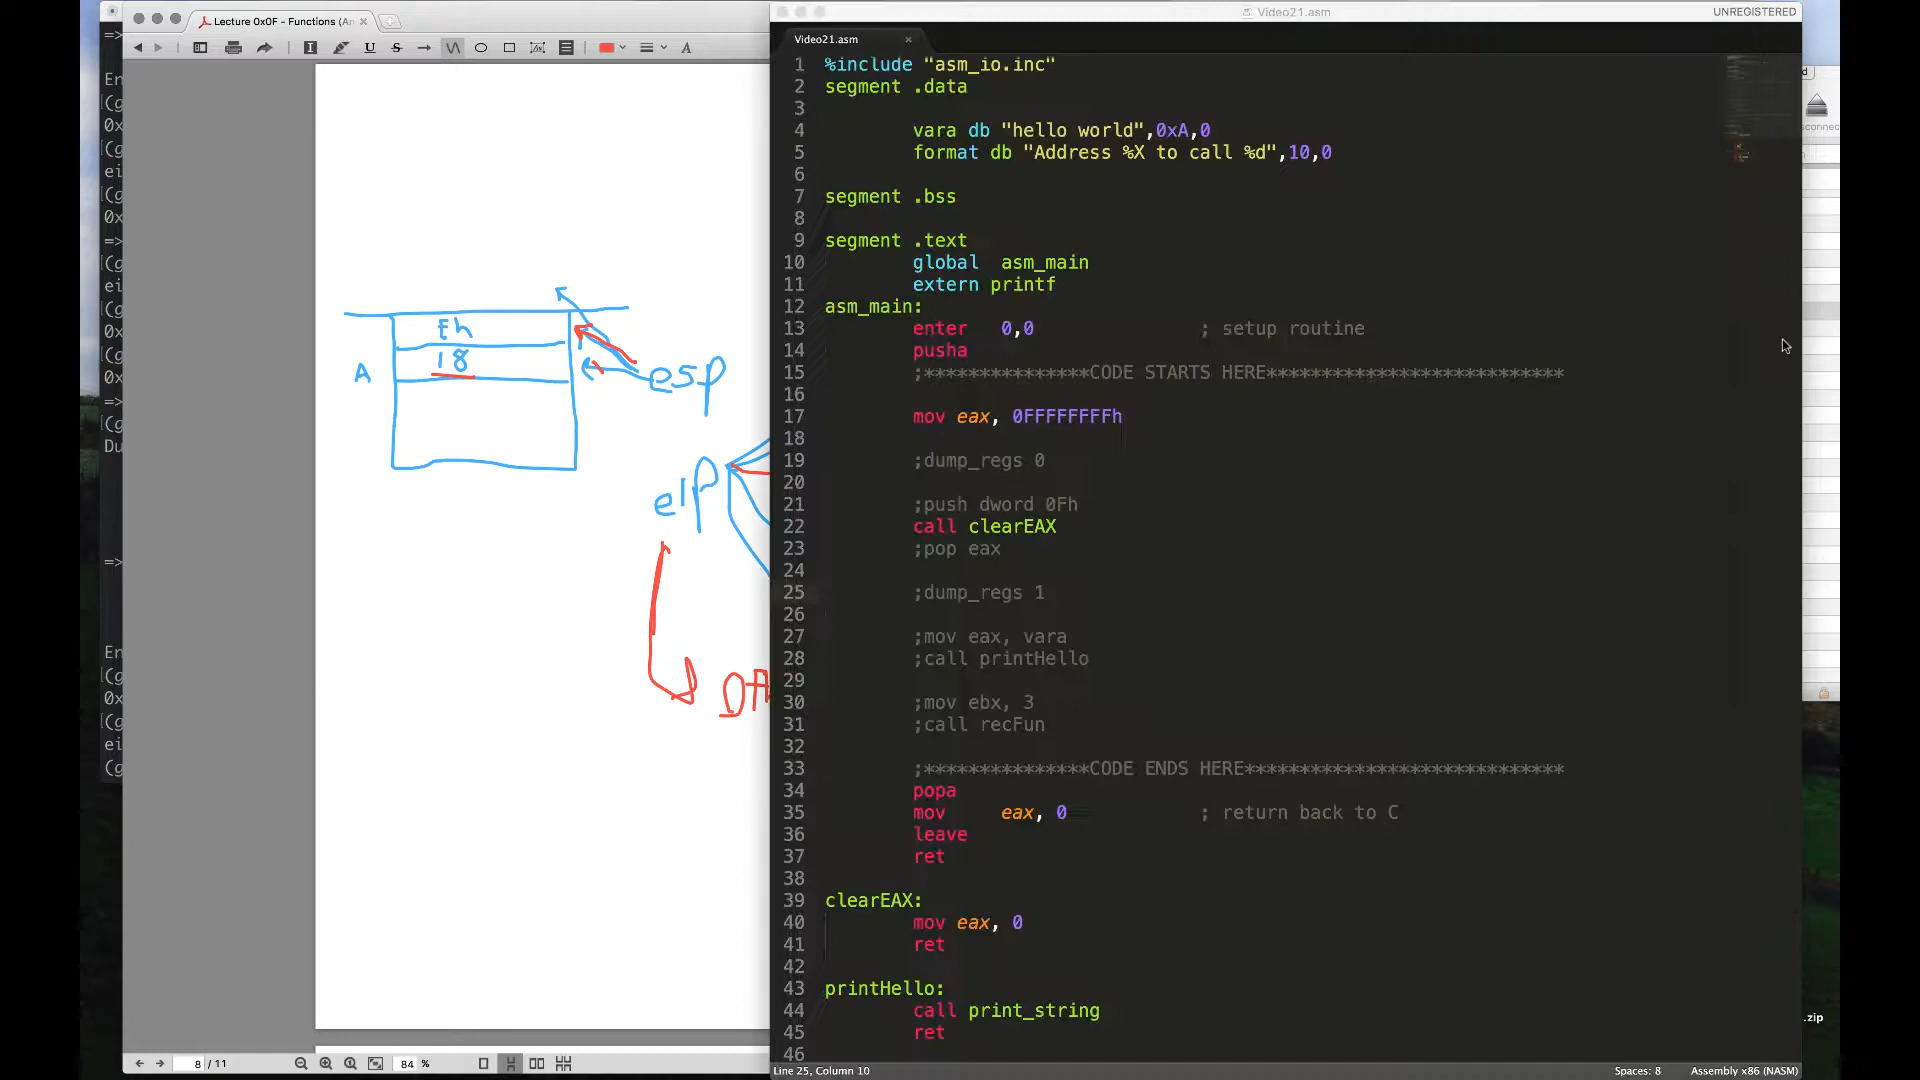 Lecture 0x0F - Functions (Ar
8 / 11
84 %
Eh
18
A
esp
eip
DA
Video21.asm
UNREGISTERED
Video21.asm
1 %include "asm_io.inc"
2 segment .data
3
4 vara db "hello world",0xA,0
5 format db "Address %X to call %d",10,0
6
7 segment .bss
8
9 segment .text
10 global asm_main
11 extern printf
12 asm_main:
13 enter 0,0 ; setup routine
14 pusha
15 ;***************CODE STARTS HERE***************************
16
17 mov eax, 0FFFFFFFFh
18
19 ;dump_regs 0
20
21 ;push dword 0Fh
22 call clearEAX
23 ;pop eax
24
25 ;dump_regs 1
26
27 ;mov eax, vara
28 ;call printHello
29
30 ;mov ebx, 3
31 ;call recFun
32
33 ;***************CODE ENDS HERE*****************************
34 popa
35 mov eax, 0 ; return back to C
36 leave
37 ret
38
39 clearEAX:
40 mov eax, 0
41 ret
42
43 printHello:
44 call print_string
45 ret
46
Line 25, Column 10
Spaces: 8
Assembly x86 (NASM)
.zip